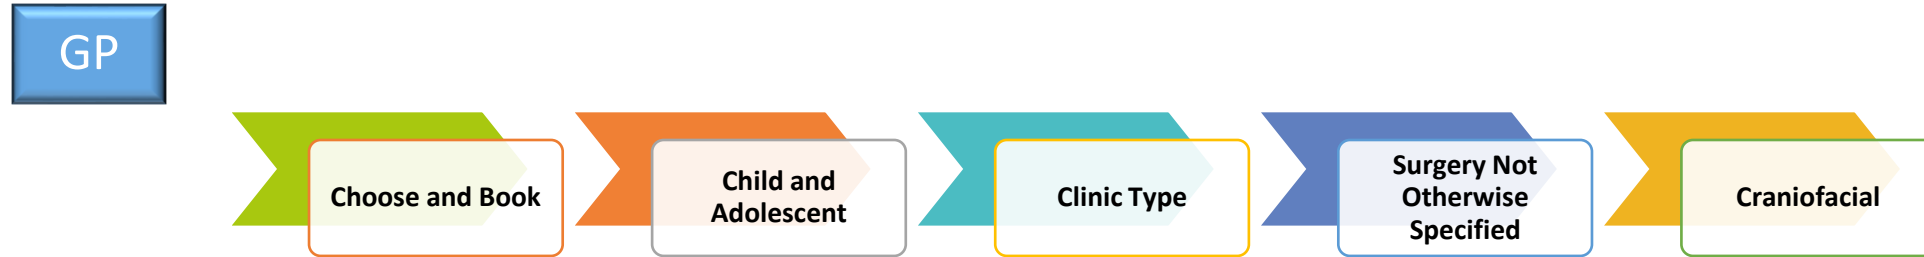 GP
Choose and Book
Child and
Adolescent
Clinic Type
Surgery Not
Otherwise
Specified
Craniofacial